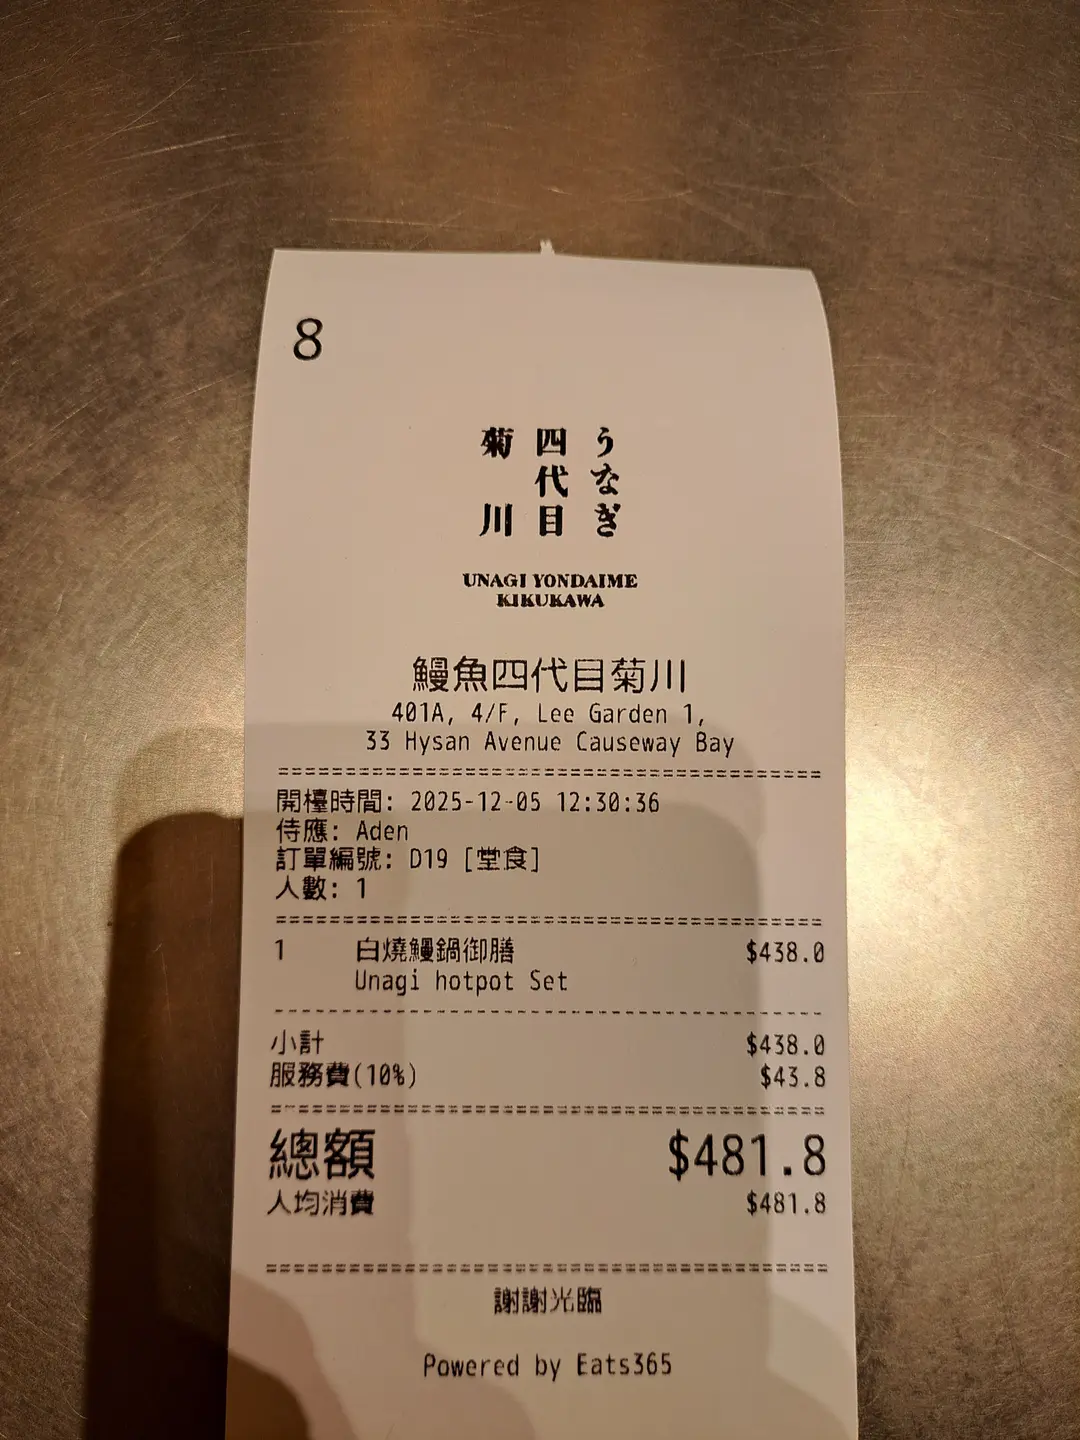 8
うなぎ
四代目
菊川
UNAGI YONDAIME
KIKUKAWA
鰻魚四代目菊川
401A, 4/F, Lee Garden 1,
33 Hysan Avenue Causeway Bay
開檯時間: 2025-12-05 12:30:36
侍應: Aden
訂單編號: D19 [堂食]
人數: 1
1 白燒鰻鍋御膳 $438.0
Unagi hotpot Set
小計 $438.0
服務費(10%) $43.8
總額 $481.8
人均消費 $481.8
謝謝光臨
Powered by Eats365